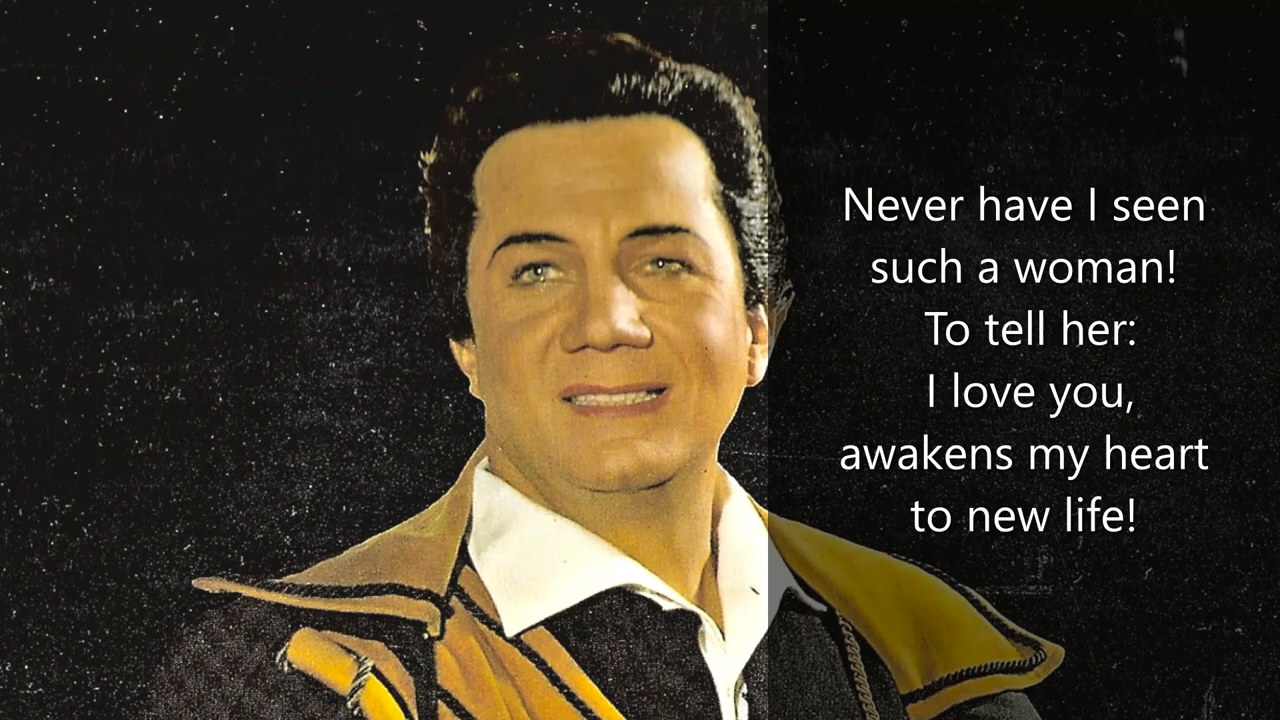 Never have I seen
such a woman!
To tell her:
I love you,
awakens my heart
to new life!